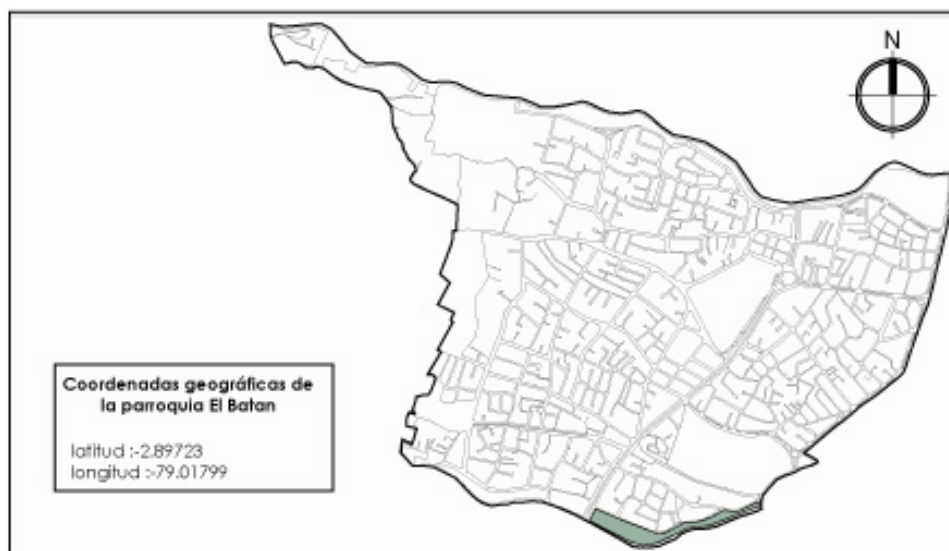 N
Coordenadas geográficas de
la parroquia El Batan
latitud :-2.89723
longitud :-79.01799